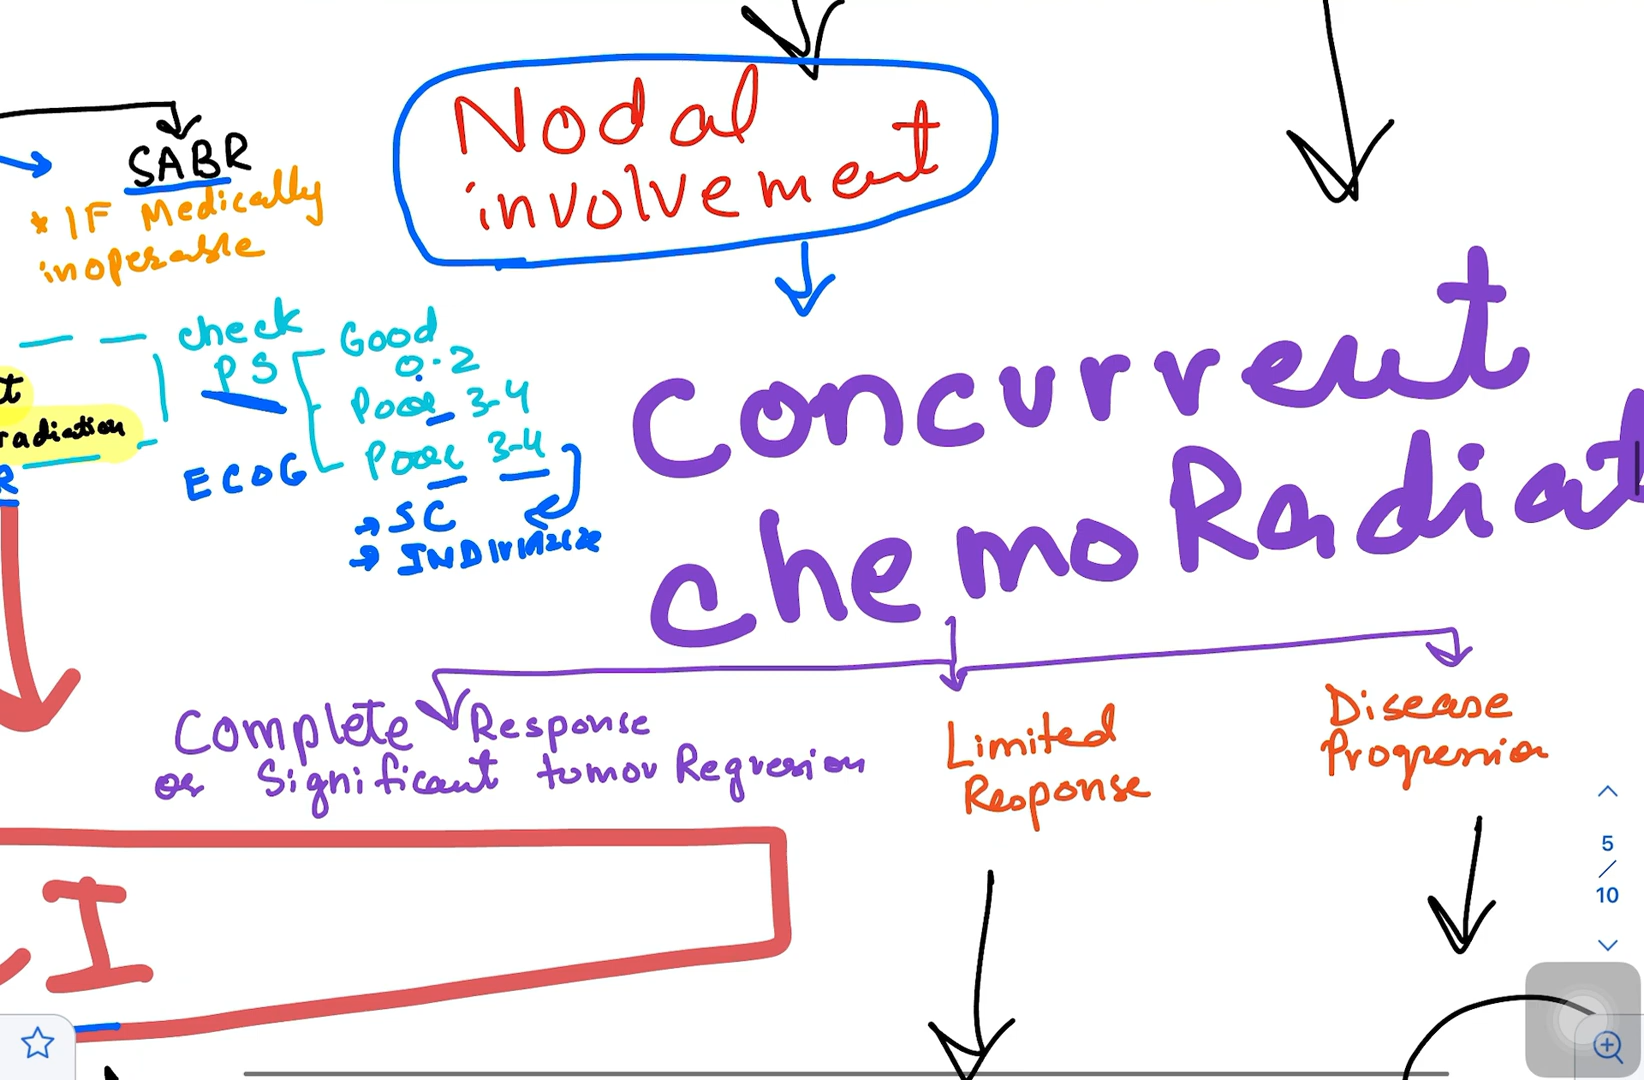 Nodal
involvement
SABR
* IF Medically
inoperable
check
PS
Good
0-2
Poor 3-4
Poor 3-4
ECOG
→ SC
→ INDIVIDUALIZE
t
radiation
R
Concurrent
chemoRadiat
Complete Response
or Significant tumor Regression
Limited
Response
Disease
Progression
I
5
/
10